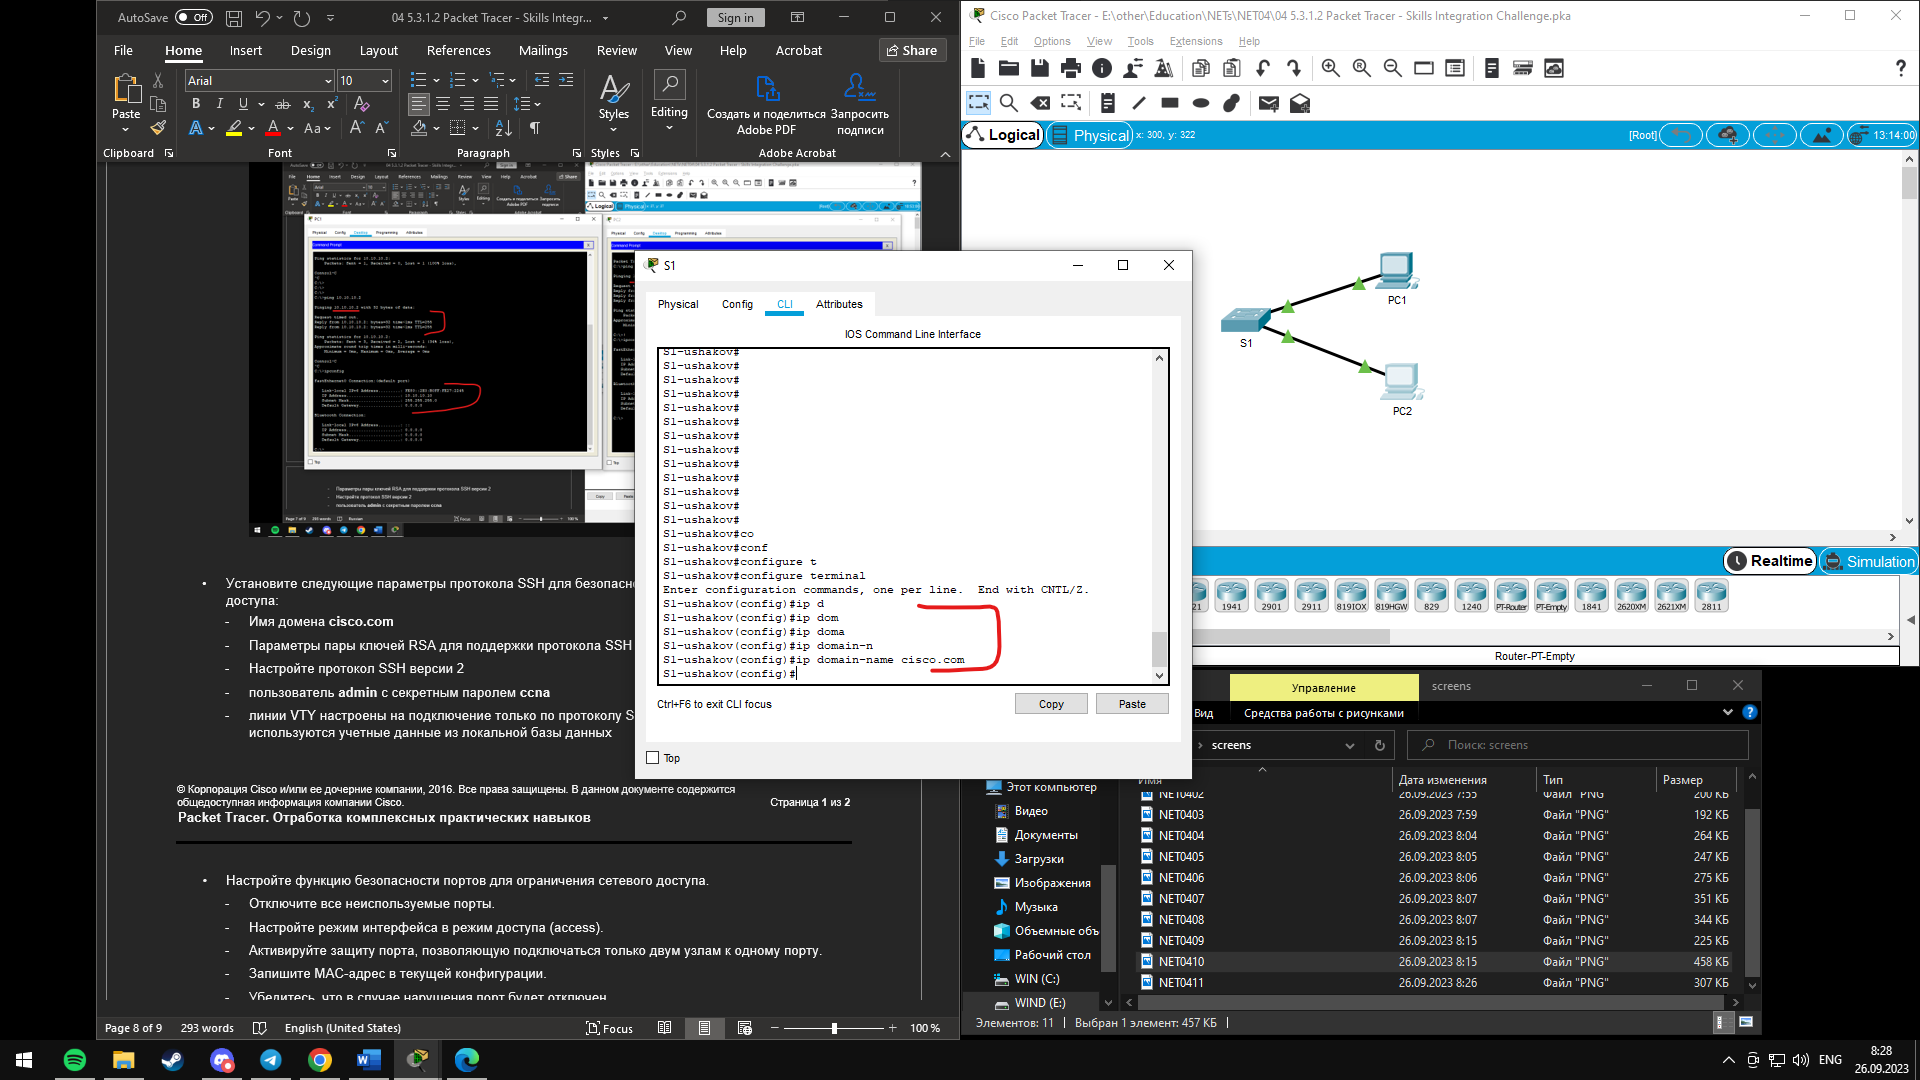 AutoSave Off 04 5.3.1.2 Packet Tracer - Skills Integr... Sign in
File Home Insert Design Layout References Mailings Review View Help Acrobat Share
Paste
Arial 10
Styles
Editing
Создать и поделиться Adobe PDF
Запросить подписи
Clipboard Font Paragraph Styles Adobe Acrobat
Установите следующие параметры протокола SSH для
доступа:
- Имя домена cisco.com
- Параметры пары ключей RSA для поддержки протокола SSH
- Настройте протокол SSH версии 2
- пользователь admin с секретным паролем ccna
- линии VTY настроены на подключение только по протоколу
используются учетные данные из локальной базы данных
© Корпорация Cisco и/или ее дочерние компании, 2016. Все права защищены. В данном документе содержится
общедоступная информация компании Cisco. Страница 1 из 2
Packet Tracer. Отработка комплексных практических навыков
• Настройте функцию безопасности портов для ограничения сетевого доступа.
- Отключите все неиспользуемые порты.
- Настройте режим интерфейса в режим доступа (access).
- Активируйте защиту порта, позволяющую подключаться только двум узлам к одному порту.
- Запишите MAC-адрес в текущей конфигурации.
- Убедитесь, что в случае нарушения порт будет отключен.
Page 8 of 9 293 words English (United States) Focus 100 %
S1
Physical Config CLI Attributes
IOS Command Line Interface
S1-ushakov#
S1-ushakov#
S1-ushakov#
S1-ushakov#
S1-ushakov#
S1-ushakov#
S1-ushakov#
S1-ushakov#
S1-ushakov#
S1-ushakov#
S1-ushakov#
S1-ushakov#
S1-ushakov#
S1-ushakov#co
S1-ushakov#conf
S1-ushakov#configure t
S1-ushakov#configure terminal
Enter configuration commands, one per line. End with CNTL/Z.
S1-ushakov(config)#ip d
S1-ushakov(config)#ip dom
S1-ushakov(config)#ip doma
S1-ushakov(config)#ip domain-n
S1-ushakov(config)#ip domain-name cisco.com
S1-ushakov(config)#
Ctrl+F6 to exit CLI focus Copy Paste
Top
Cisco Packet Tracer - E:\other\Education\NETs\NET04\04 5.3.1.2 Packet Tracer - Skills Integration Challenge.pka
File Edit Options View Tools Extensions Help
Logical Physical x: 300, y: 322 [Root] 13:14:00
PC1
S1
PC2
Realtime Simulation
21 1941 2901 2911 819IOX 819HGW 829 1240 PT-Router PT-Empty 1841 2620XM 2621XM 2811
Router-PT-Empty
Управление screens
Вид Средства работы с рисунками
screens Поиск: screens
Имя Дата изменения Тип Размер
Этот компьютер
Видео
Документы
Загрузки
Изображения
Музыка
Объемные объ
Рабочий стол
WIN (C:)
WIND (E:)
NET0402 26.09.2023 7:55 Файл "PNG" 200 КБ
NET0403 26.09.2023 7:59 Файл "PNG" 192 КБ
NET0404 26.09.2023 8:04 Файл "PNG" 264 КБ
NET0405 26.09.2023 8:05 Файл "PNG" 247 КБ
NET0406 26.09.2023 8:06 Файл "PNG" 275 КБ
NET0407 26.09.2023 8:07 Файл "PNG" 351 КБ
NET0408 26.09.2023 8:07 Файл "PNG" 344 КБ
NET0409 26.09.2023 8:15 Файл "PNG" 225 КБ
NET0410 26.09.2023 8:15 Файл "PNG" 458 КБ
NET0411 26.09.2023 8:26 Файл "PNG" 307 КБ
Элементов: 11 Выбран 1 элемент: 457 КБ
ENG 8:28
26.09.2023